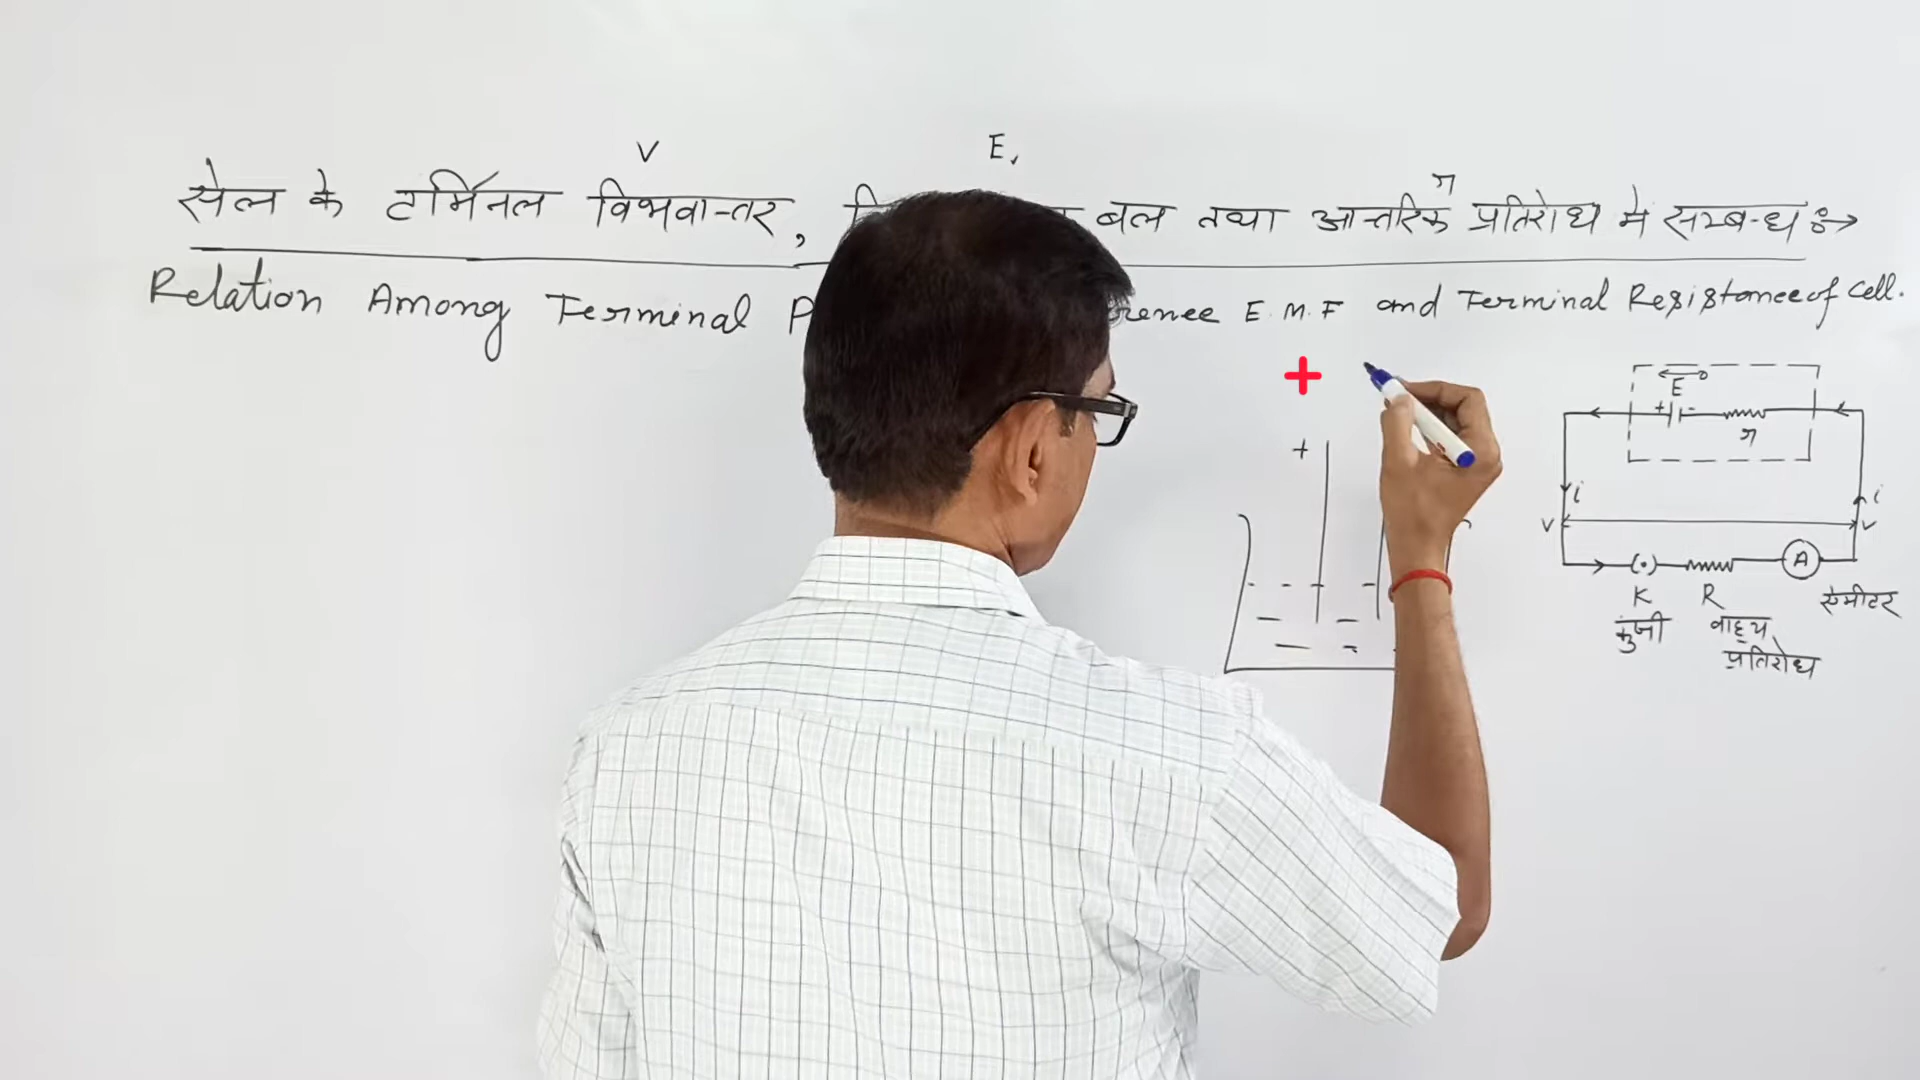 V E,
r
सेल के टर्मिनल विभवान्तर, बल तथा आन्तरिक प्रतिरोध में सम्बन्ध :→
Relation Among Terminal P E.M.F and Terminal Resistance of Cell.
+
+
E
+ -
r
i i
V V
(·) A
K R एमीटर
कुंजी वाह्य
प्रतिरोध